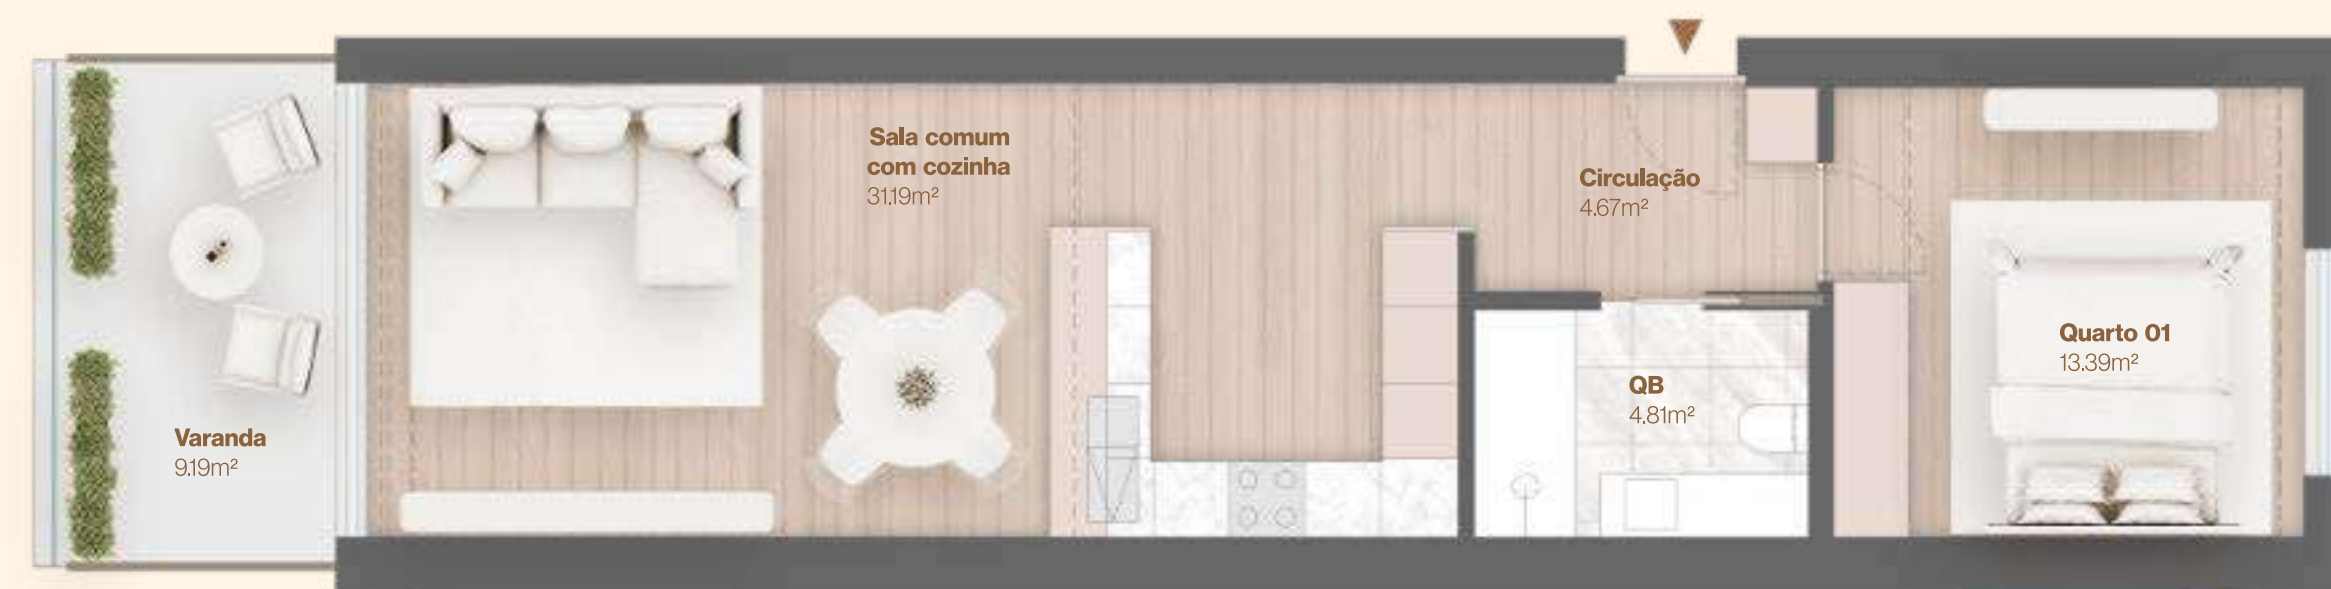 Sala comum
com cozinha
31.19m²
Circulação
4.67m²
Quarto 01
13.39m²
QB
4.81m²
Varanda
9.19m²